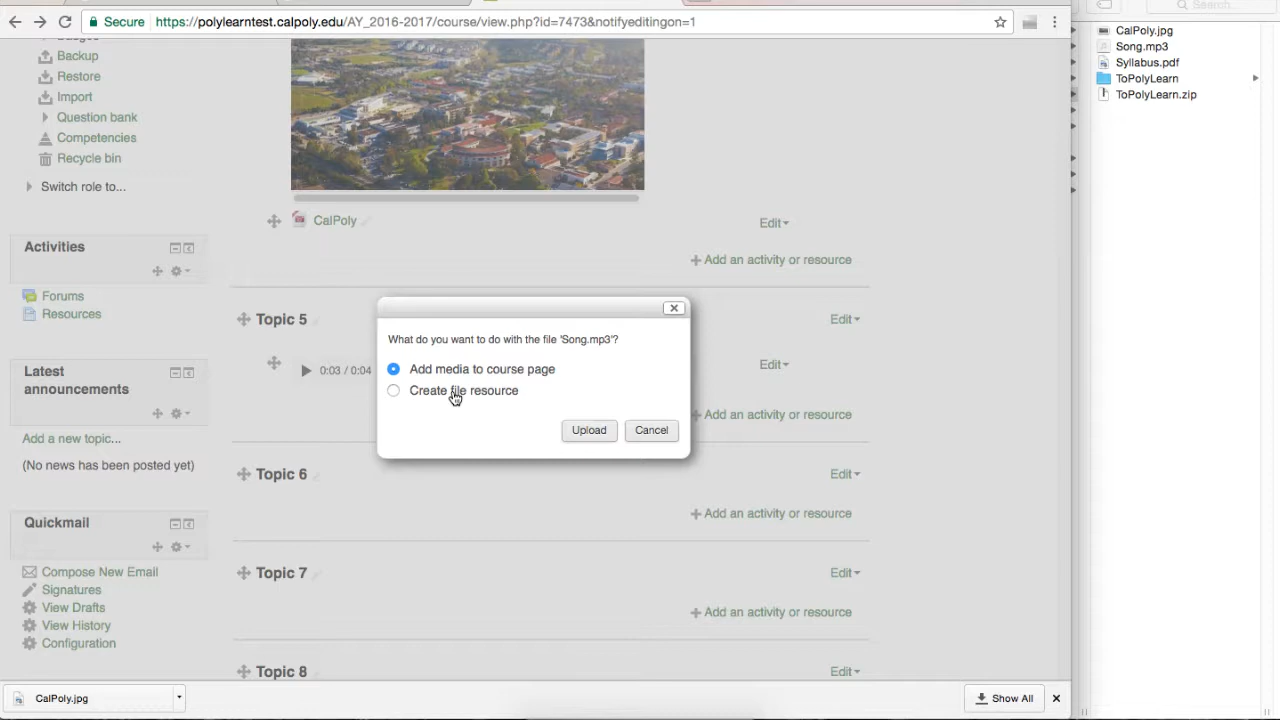 Secure https://polylearntest.calpoly.edu/AY_2016-2017/course/view.php?id=7473&notifyeditingon=1
Search...
Backup
Restore
Import
Question bank
Competencies
Recycle bin
Switch role to...
CalPoly
Edit
Add an activity or resource
Activities
Forums
Resources
Topic 5
Edit
0:03 / 0:04
Edit
Add an activity or resource
What do you want to do with the file 'Song.mp3'?
Add media to course page
Create file resource
Upload Cancel
Latest
announcements
Add a new topic...
(No news has been posted yet)
Topic 6
Edit
Add an activity or resource
Quickmail
Compose New Email
Signatures
View Drafts
View History
Configuration
Topic 7
Edit
Add an activity or resource
Topic 8
Edit
CalPoly.jpg
Show All
CalPoly.jpg
Song.mp3
Syllabus.pdf
ToPolyLearn
ToPolyLearn.zip